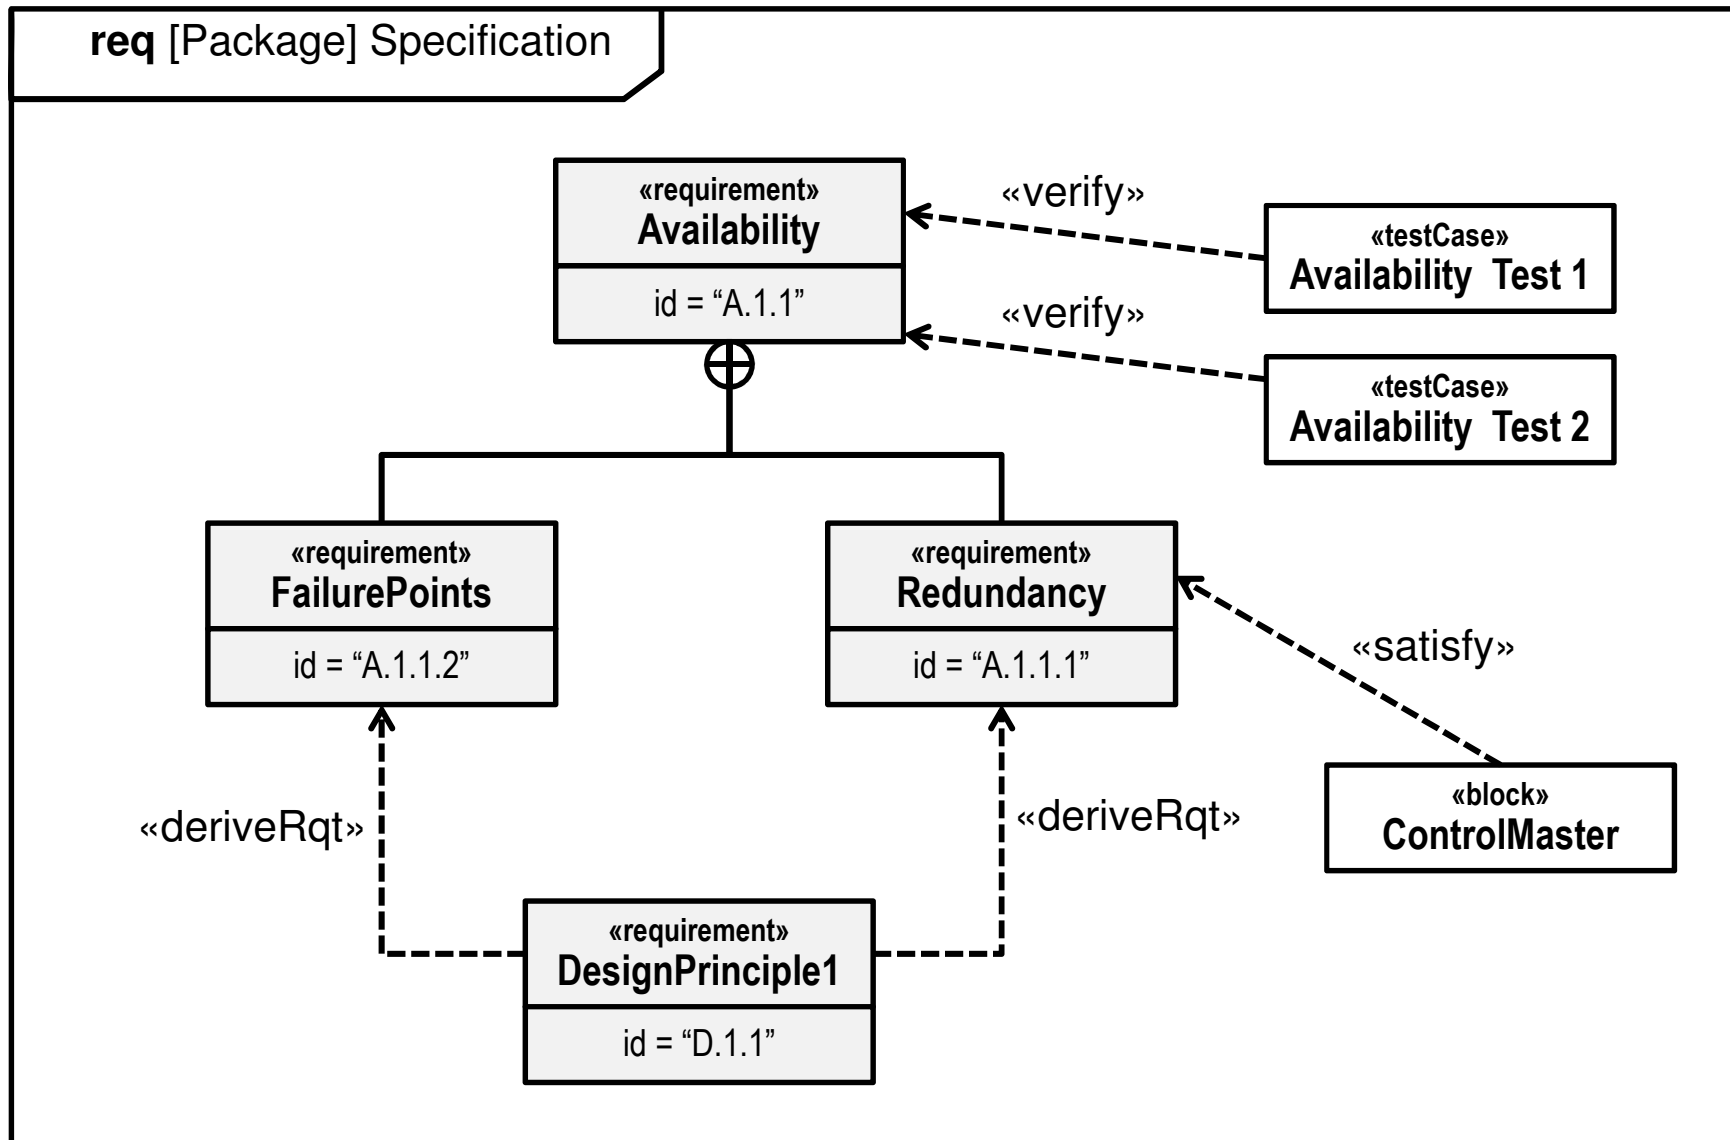 req [Package] Specification
«requirement»
Availability
id = “A.1.1”
«verify»
«testCase»
Availability  Test 1
«verify»
«testCase»
Availability  Test 2
«requirement»
FailurePoints
id = “A.1.1.2”
«requirement»
Redundancy
id = “A.1.1.1”
«satisfy»
«deriveRqt»
«deriveRqt»
«block»
ControlMaster
«requirement»
DesignPrinciple1
id = “D.1.1”